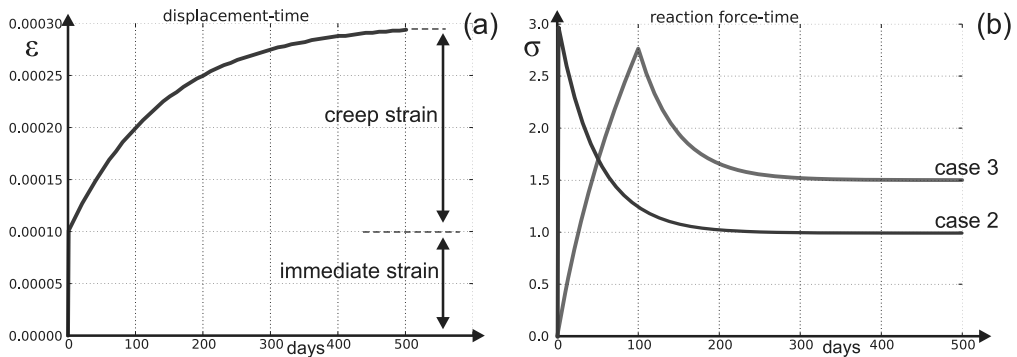 displacement-time
(a)
ε
0.00030
0.00025
0.00020
0.00015
0.00010
0.00005
0.00000
creep strain
immediate strain
0 100 200 300 400 500
days
reaction force-time
(b)
σ
3.0
2.5
2.0
1.5
1.0
0.5
0.0
case 3
case 2
0 100 200 300 400 500
days